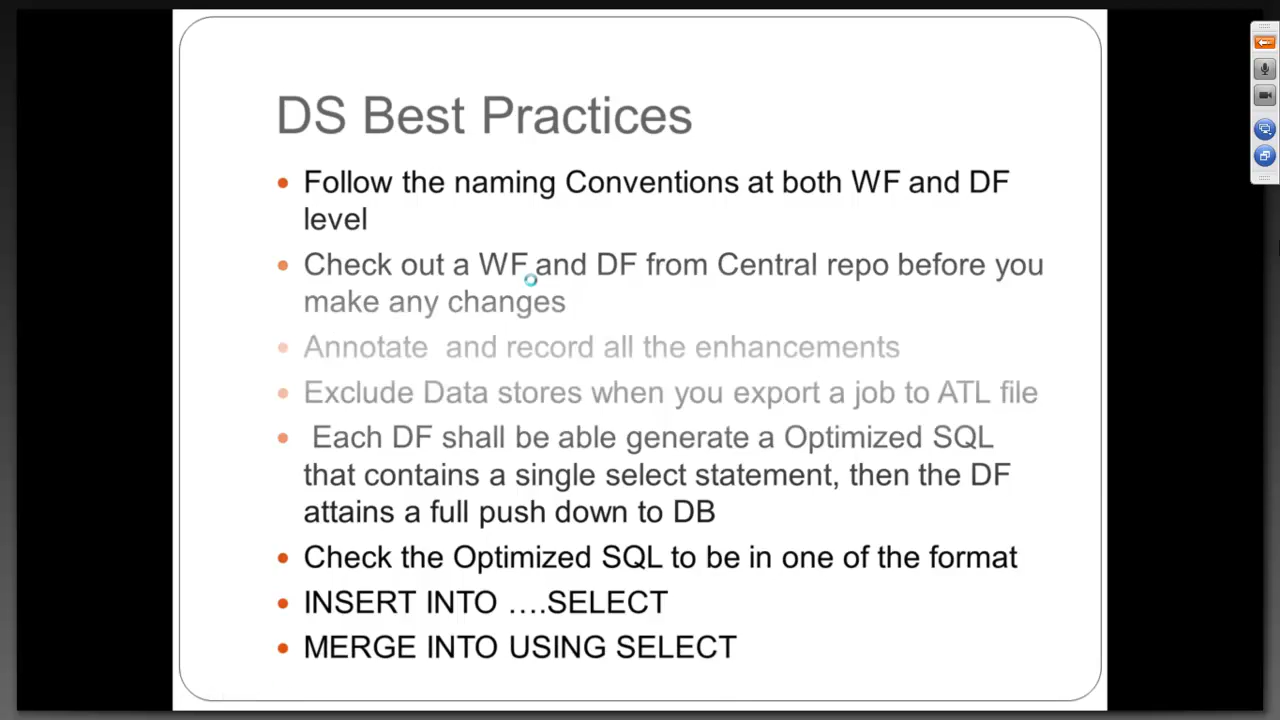 DS Best Practices
• Follow the naming Conventions at both WF and DF
level
• Check out a WF and DF from Central repo before you
make any changes
• Annotate  and record all the enhancements
• Exclude Data stores when you export a job to ATL file
• Each DF shall be able generate a Optimized SQL
that contains a single select statement, then the DF
attains a full push down to DB
• Check the Optimized SQL to be in one of the format
• INSERT INTO ….SELECT
• MERGE INTO USING SELECT